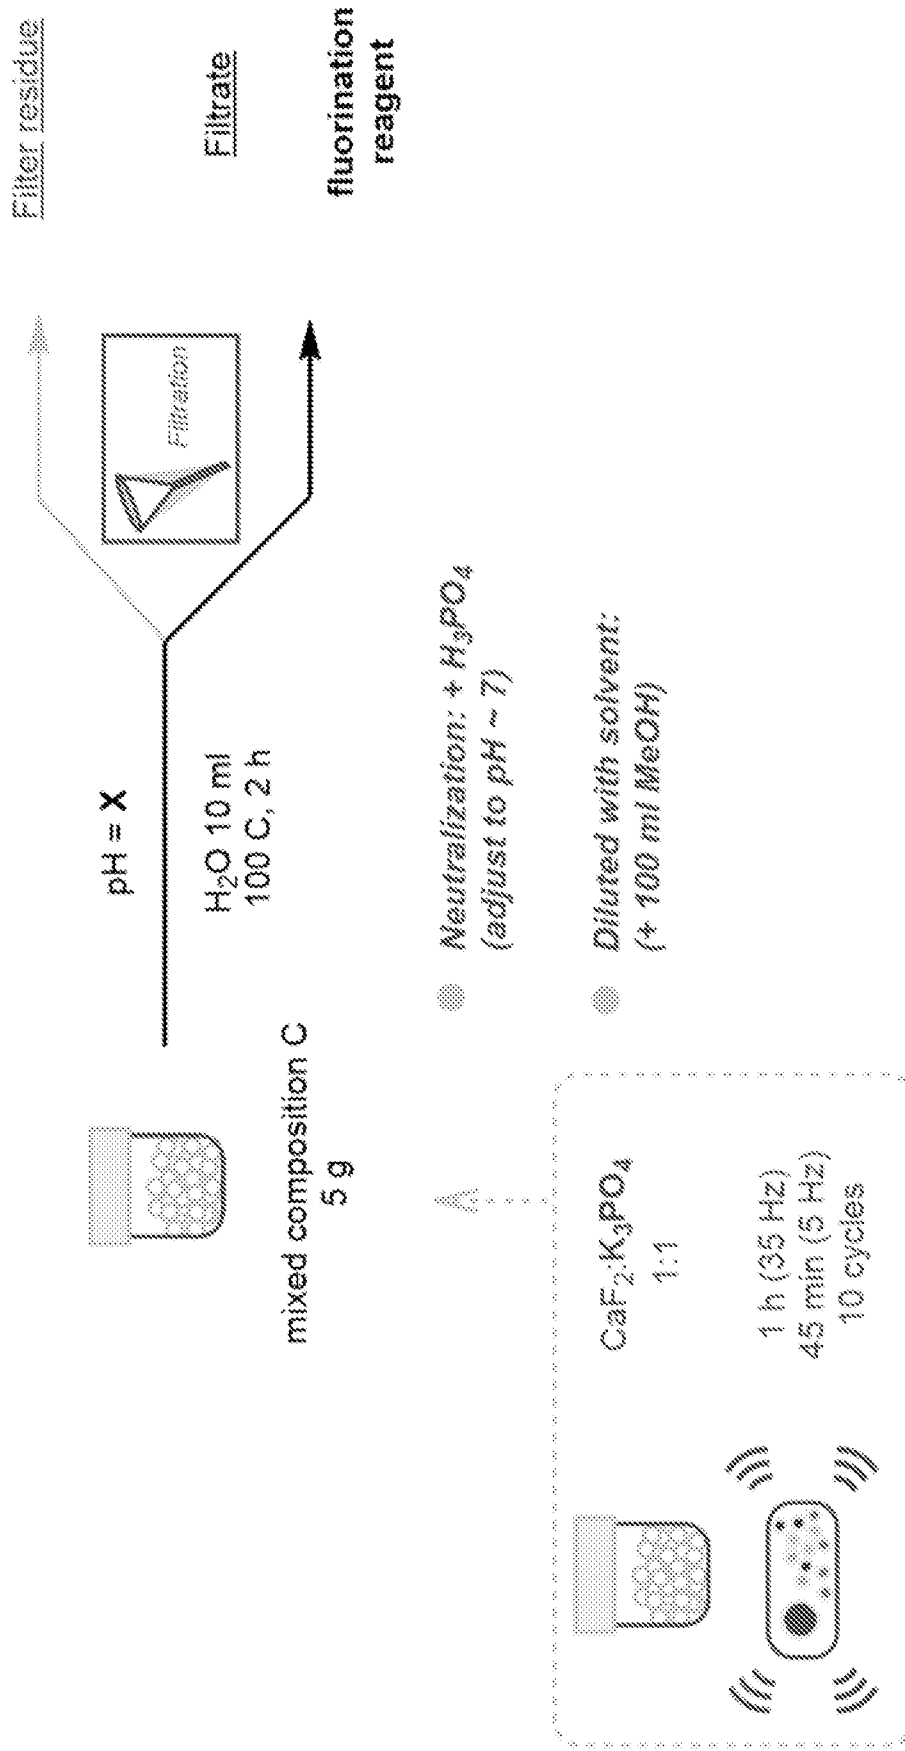 Filter residue
Filtration
Filtrate
fluorination
reagent
pH = X
H₂O 10 ml
100 C, 2 h
mixed composition C
5 g
Neutralization: + H₃PO₄
(adjust to pH ~ 7)
Diluted with solvent:
(+ 100 ml MeOH)
CaF₂:K₃PO₄
1:1
1 h (35 Hz)
45 min (5 Hz)
10 cycles